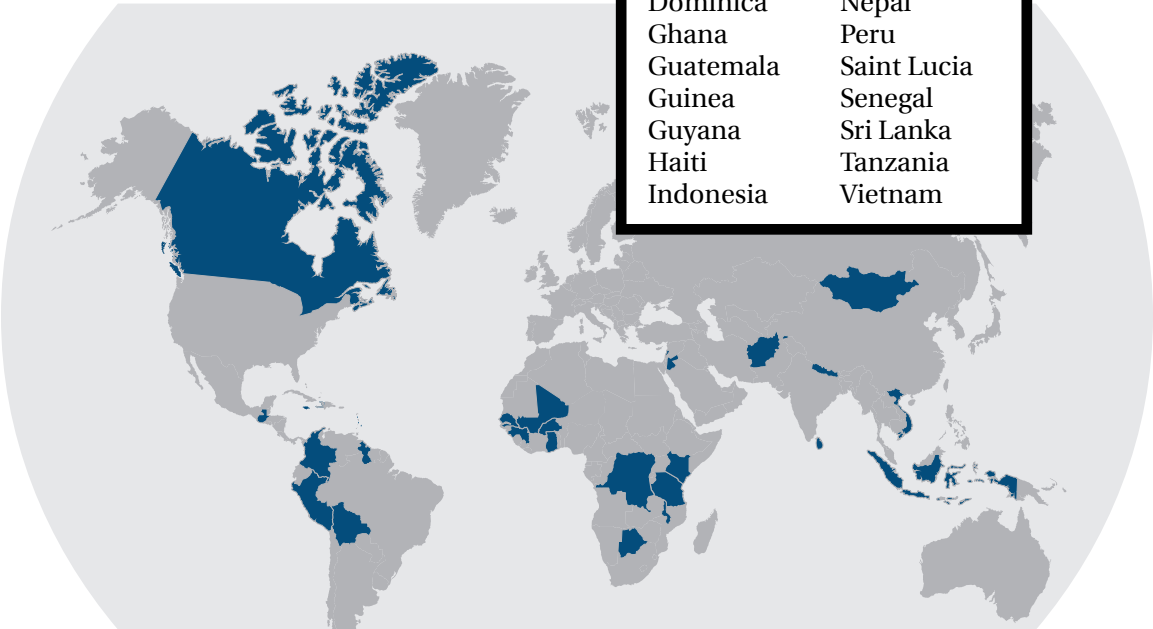 Dominica Nepal
Ghana Peru
Guatemala Saint Lucia
Guinea Senegal
Guyana Sri Lanka
Haiti Tanzania
Indonesia Vietnam